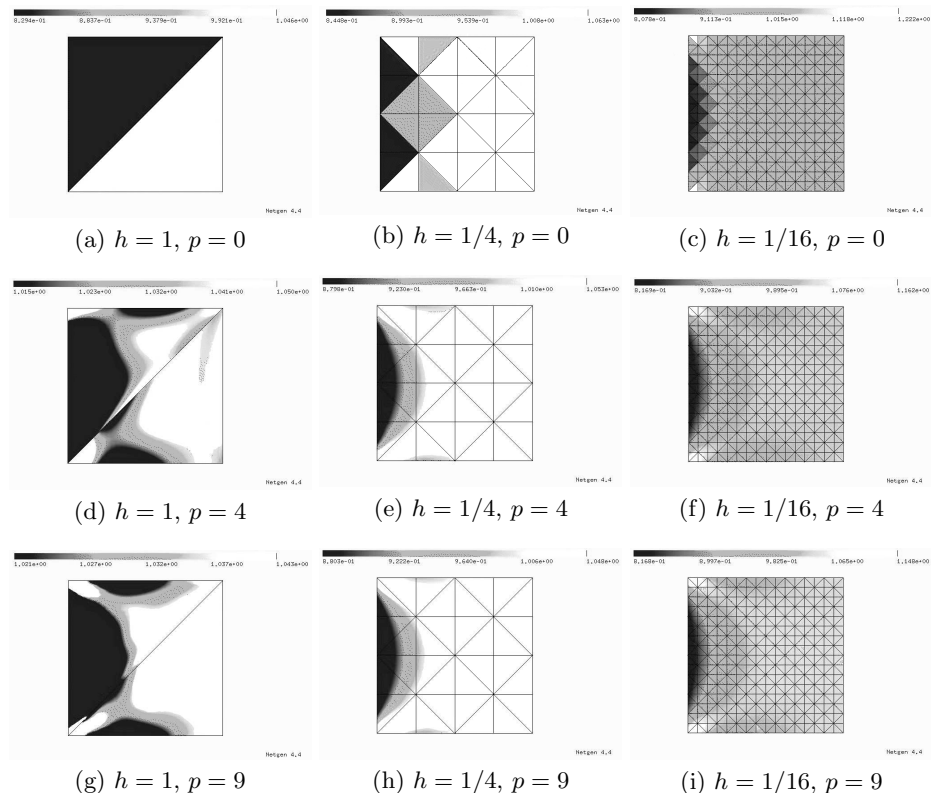 8.294e-01 8.837e-01 9.379e-01 9.921e-01 1.046e+00
Netgen 4.4
(a) h = 1, p = 0
8.448e-01 8.993e-01 9.539e-01 1.008e+00 1.063e+00
Netgen 4.4
(b) h = 1/4, p = 0
8.078e-01 9.113e-01 1.015e+00 1.118e+00 1.222e+00
Netgen 4.4
(c) h = 1/16, p = 0
1.015e+00 1.023e+00 1.032e+00 1.041e+00 1.050e+00
Netgen 4.4
(d) h = 1, p = 4
8.798e-01 9.230e-01 9.663e-01 1.010e+00 1.053e+00
Netgen 4.4
(e) h = 1/4, p = 4
8.169e-01 9.032e-01 9.895e-01 1.076e+00 1.162e+00
Netgen 4.4
(f) h = 1/16, p = 4
1.021e+00 1.027e+00 1.032e+00 1.037e+00 1.043e+00
Netgen 4.4
(g) h = 1, p = 9
8.803e-01 9.222e-01 9.640e-01 1.006e+00 1.048e+00
Netgen 4.4
(h) h = 1/4, p = 9
8.168e-01 8.997e-01 9.825e-01 1.065e+00 1.148e+00
Netgen 4.4
(i) h = 1/16, p = 9